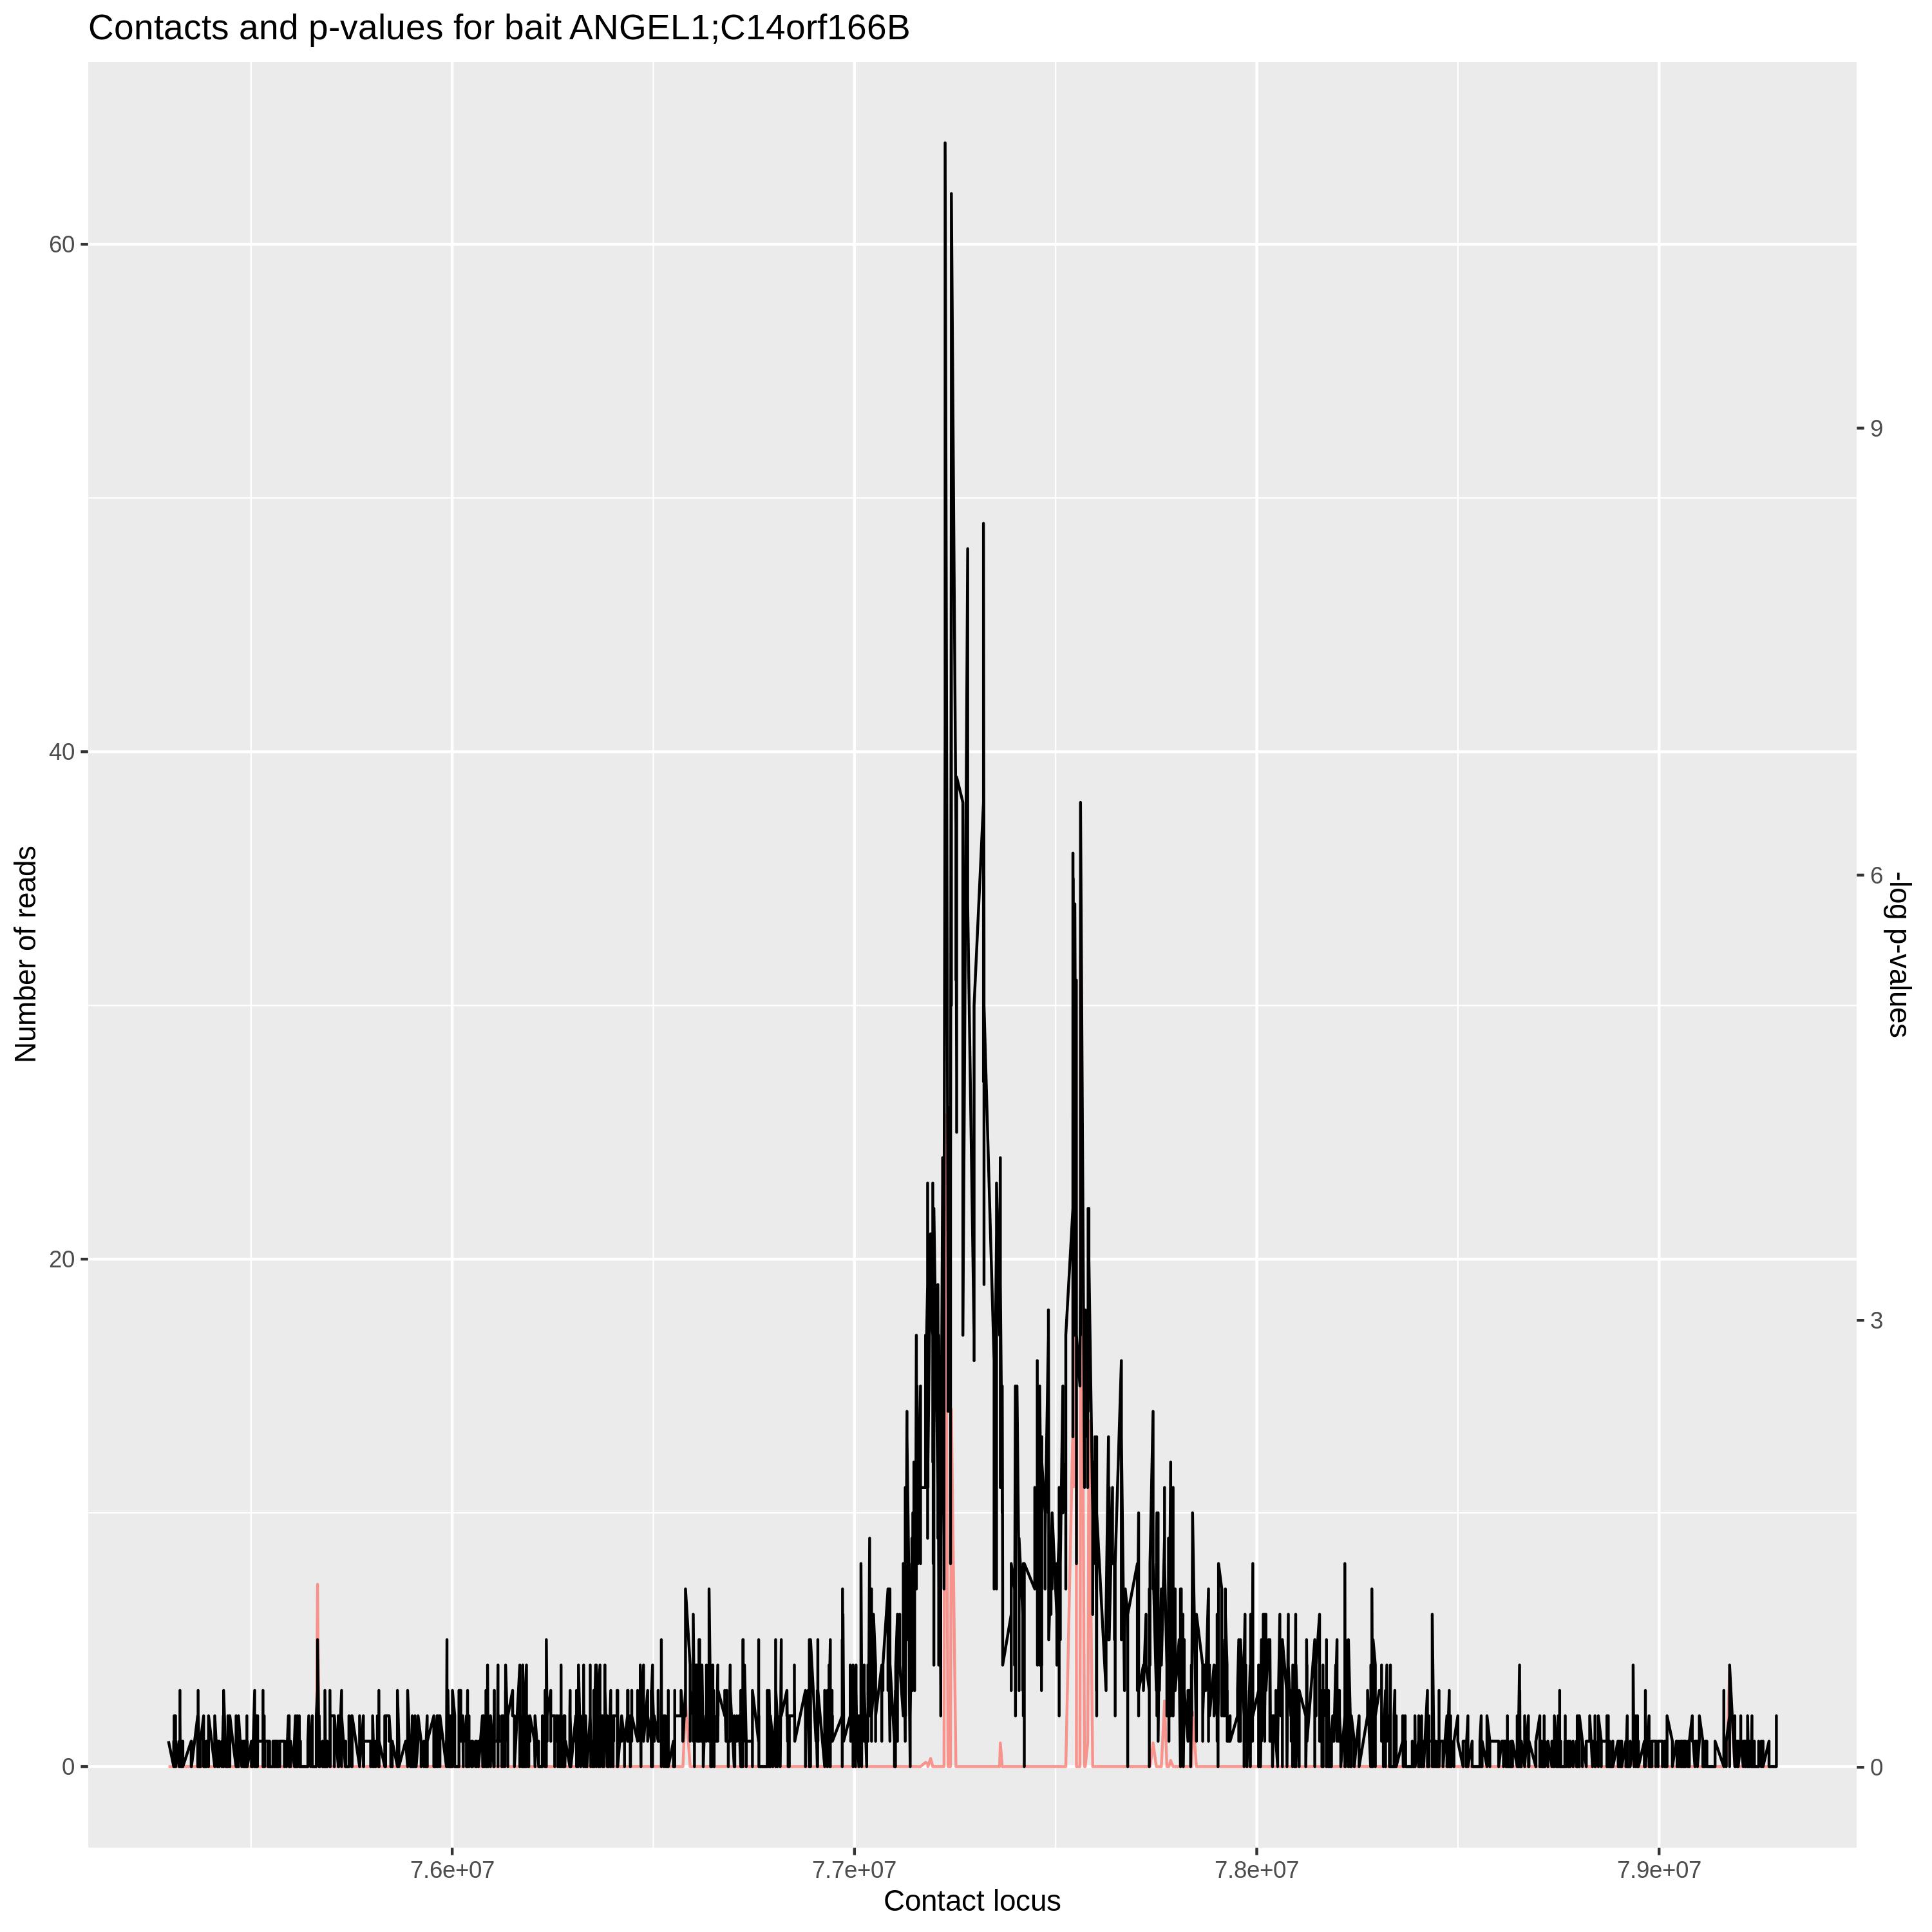 Contacts and p-values for bait ANGEL1;C14orf166B
60
40
20
0
Number of reads
9
6
3
0
-log p-values
7.6e+07
7.7e+07
7.8e+07
7.9e+07
Contact locus